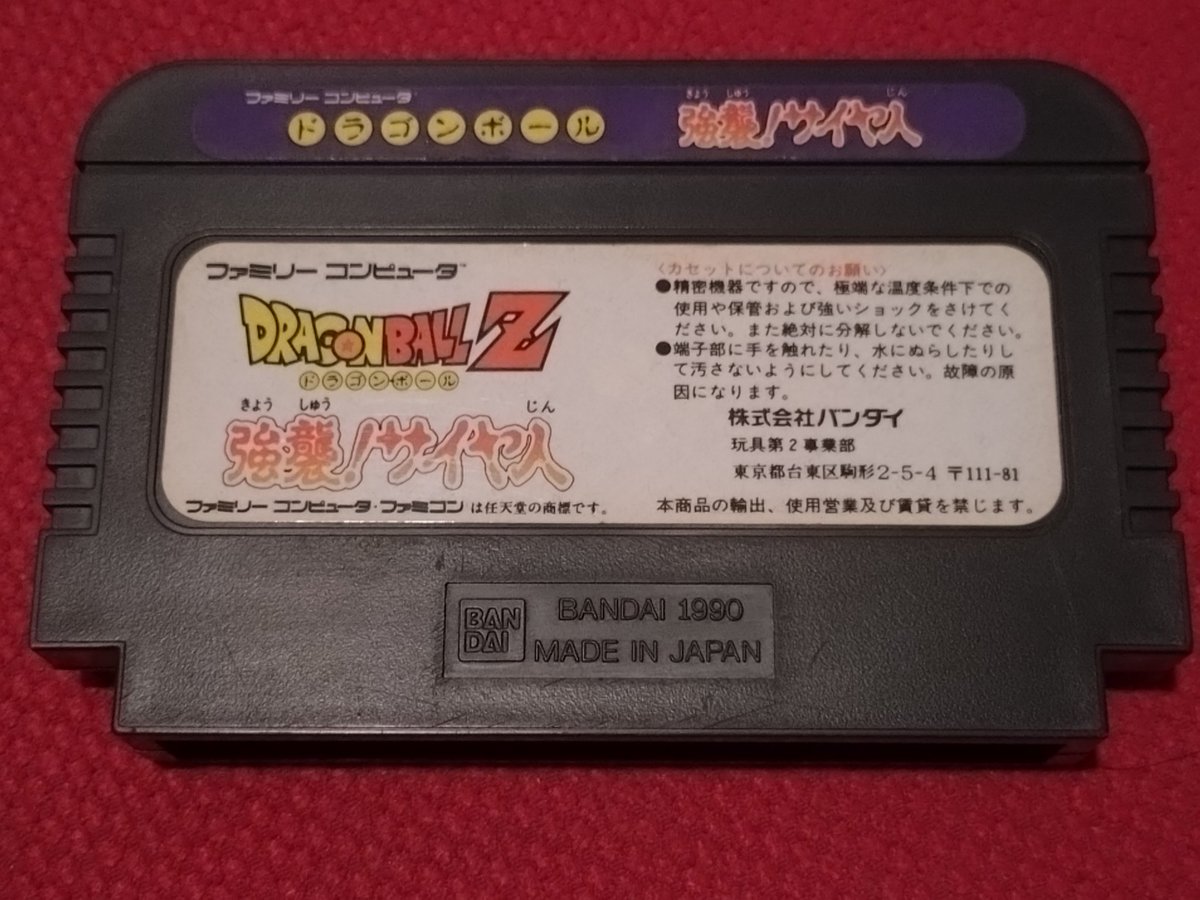 ファミリー コンピュータ™
ドラゴンボール
きょう しゅう じん
強襲!サイヤ人
ファミリー コンピュータ™
DRAGON BALL Z
ドラゴンボール
きょう しゅう じん
強襲!サイヤ人
ファミリー コンピュータ・ファミコン は任天堂の商標です。
〈カセットについてのお願い〉
●精密機器ですので、極端な温度条件下での
使用や保管および強いショックをさけてく
ださい。また絶対に分解しないでください。
●端子部に手を触れたり、水にぬらしたりし
て汚さないようにしてください。故障の原
因になります。
株式会社バンダイ
玩具第2事業部
東京都台東区駒形2-5-4 〒111-81
本商品の輸出、使用営業及び賃貸を禁じます。
BAN
DAI
BANDAI 1990
MADE IN JAPAN